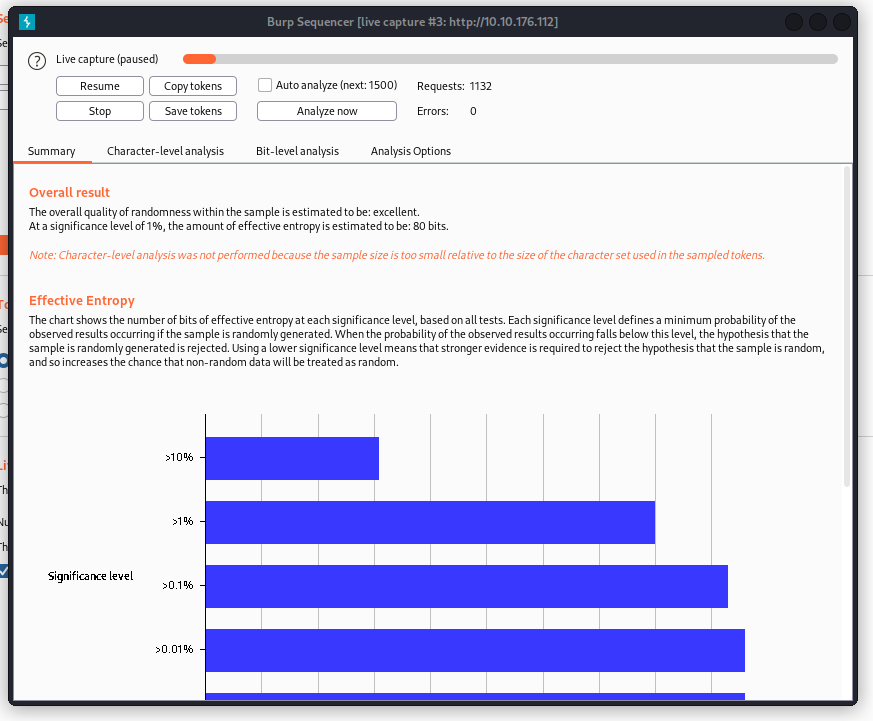 Burp Sequencer [live capture #3: http://10.10.176.112]
? Live capture (paused)
Resume Copy tokens Auto analyze (next: 1500) Requests: 1132
Stop Save tokens Analyze now Errors: 0
Summary Character-level analysis Bit-level analysis Analysis Options
Overall result
The overall quality of randomness within the sample is estimated to be: excellent.
At a significance level of 1%, the amount of effective entropy is estimated to be: 80 bits.
Note: Character-level analysis was not performed because the sample size is too small relative to the size of the character set used in the sampled tokens.
Effective Entropy
The chart shows the number of bits of effective entropy at each significance level, based on all tests. Each significance level defines a minimum probability of the
observed results occurring if the sample is randomly generated. When the probability of the observed results occurring falls below this level, the hypothesis that the
sample is randomly generated is rejected. Using a lower significance level means that stronger evidence is required to reject the hypothesis that the sample is random,
and so increases the chance that non-random data will be treated as random.
>10%
>1%
Significance level
>0.1%
>0.01%